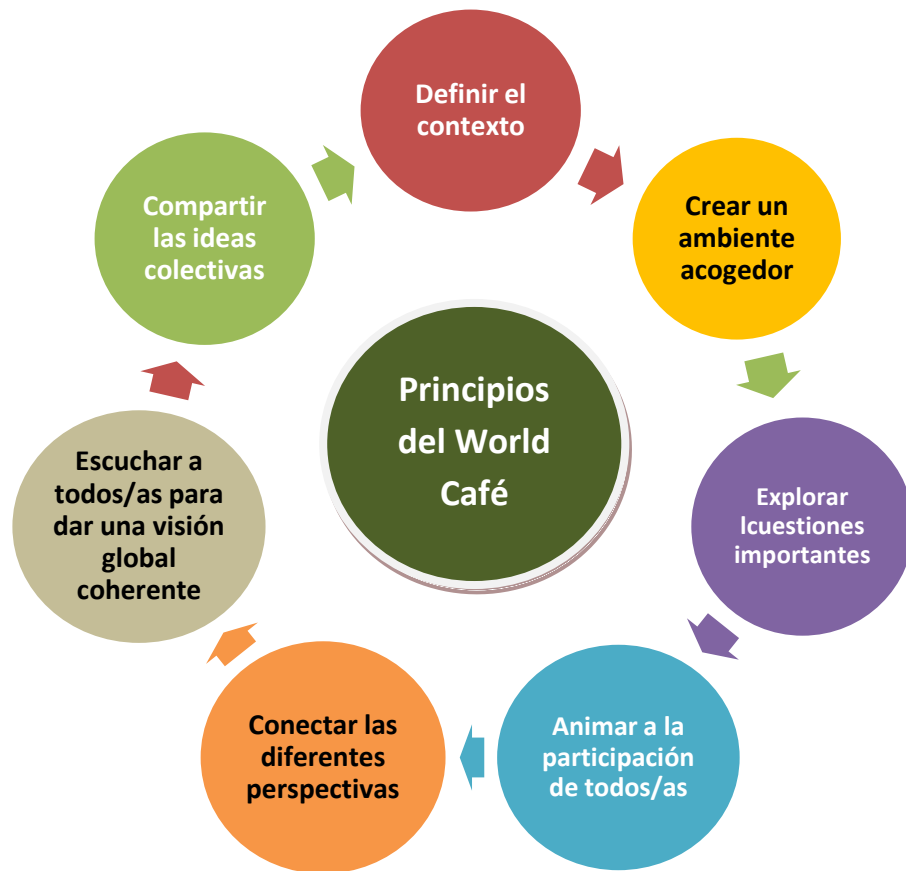 Definir el
contexto
Crear un
ambiente
acogedor
Explorar
lcuestiones
importantes
Animar a la
participación
de todos/as
Conectar las
diferentes
perspectivas
Escuchar a
todos/as para
dar una visión
global
coherente
Compartir
las ideas
colectivas
Principios
del World
Café